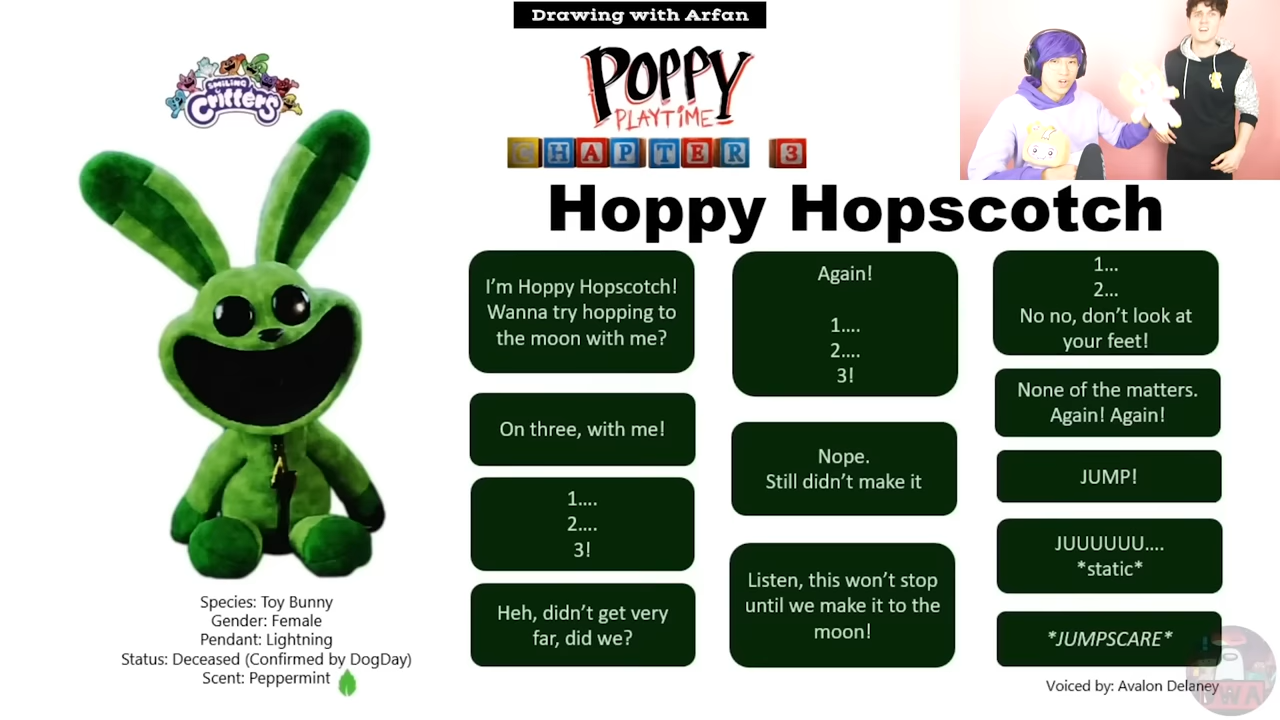 Drawing with Arfan
SMILING
Critters
POPPY
PLAYTIME
CHAPTER 3
Hoppy Hopscotch
I'm Hoppy Hopscotch!
Wanna try hopping to
the moon with me?
On three, with me!
1....
2....
3!
Heh, didn't get very
far, did we?
Again!
1....
2....
3!
Nope.
Still didn't make it
Listen, this won't stop
until we make it to the
moon!
1...
2...
No no, don't look at
your feet!
None of the matters.
Again! Again!
JUMP!
JUUUUUU....
*static*
*JUMPSCARE*
Species: Toy Bunny
Gender: Female
Pendant: Lightning
Status: Deceased (Confirmed by DogDay)
Scent: Peppermint
Voiced by: Avalon Delaney
DWA